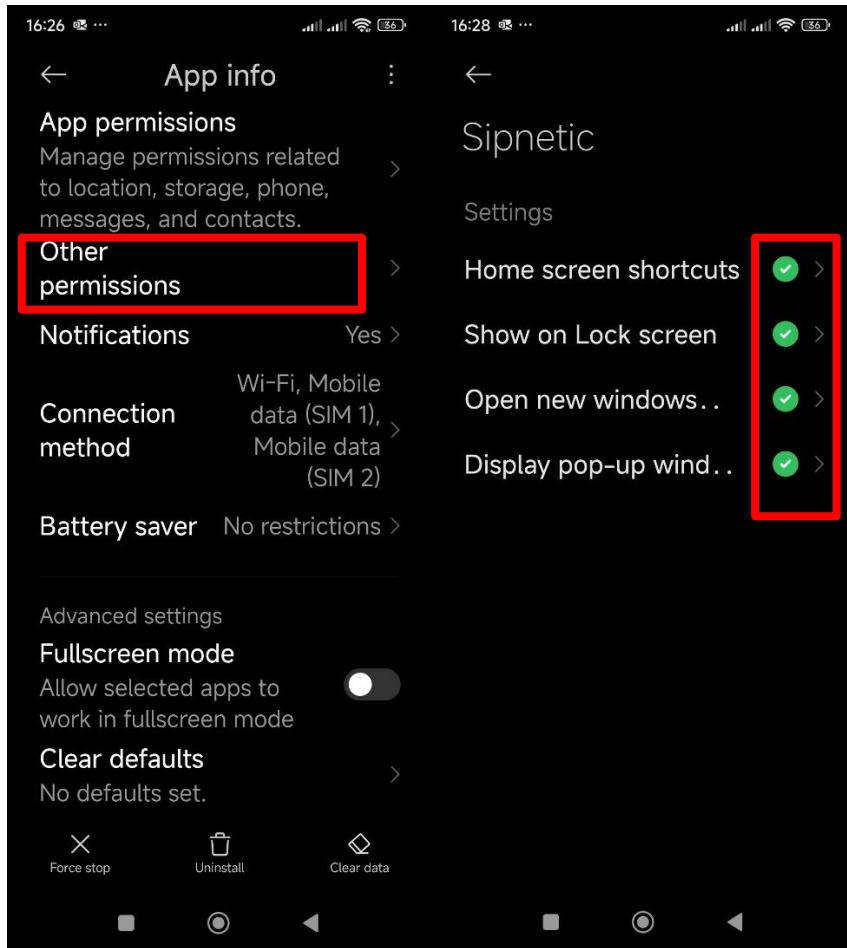 16:26 ...
36
App info
App permissions
Manage permissions related
to location, storage, phone,
messages, and contacts.
Other
permissions
Notifications
Yes
Connection
method
Wi-Fi, Mobile
data (SIM 1),
Mobile data
(SIM 2)
Battery saver
No restrictions
Advanced settings
Fullscreen mode
Allow selected apps to
work in fullscreen mode
Clear defaults
No defaults set.
Force stop
Uninstall
Clear data
16:28 ...
36
Sipnetic
Settings
Home screen shortcuts
Show on Lock screen
Open new windows..
Display pop-up wind..